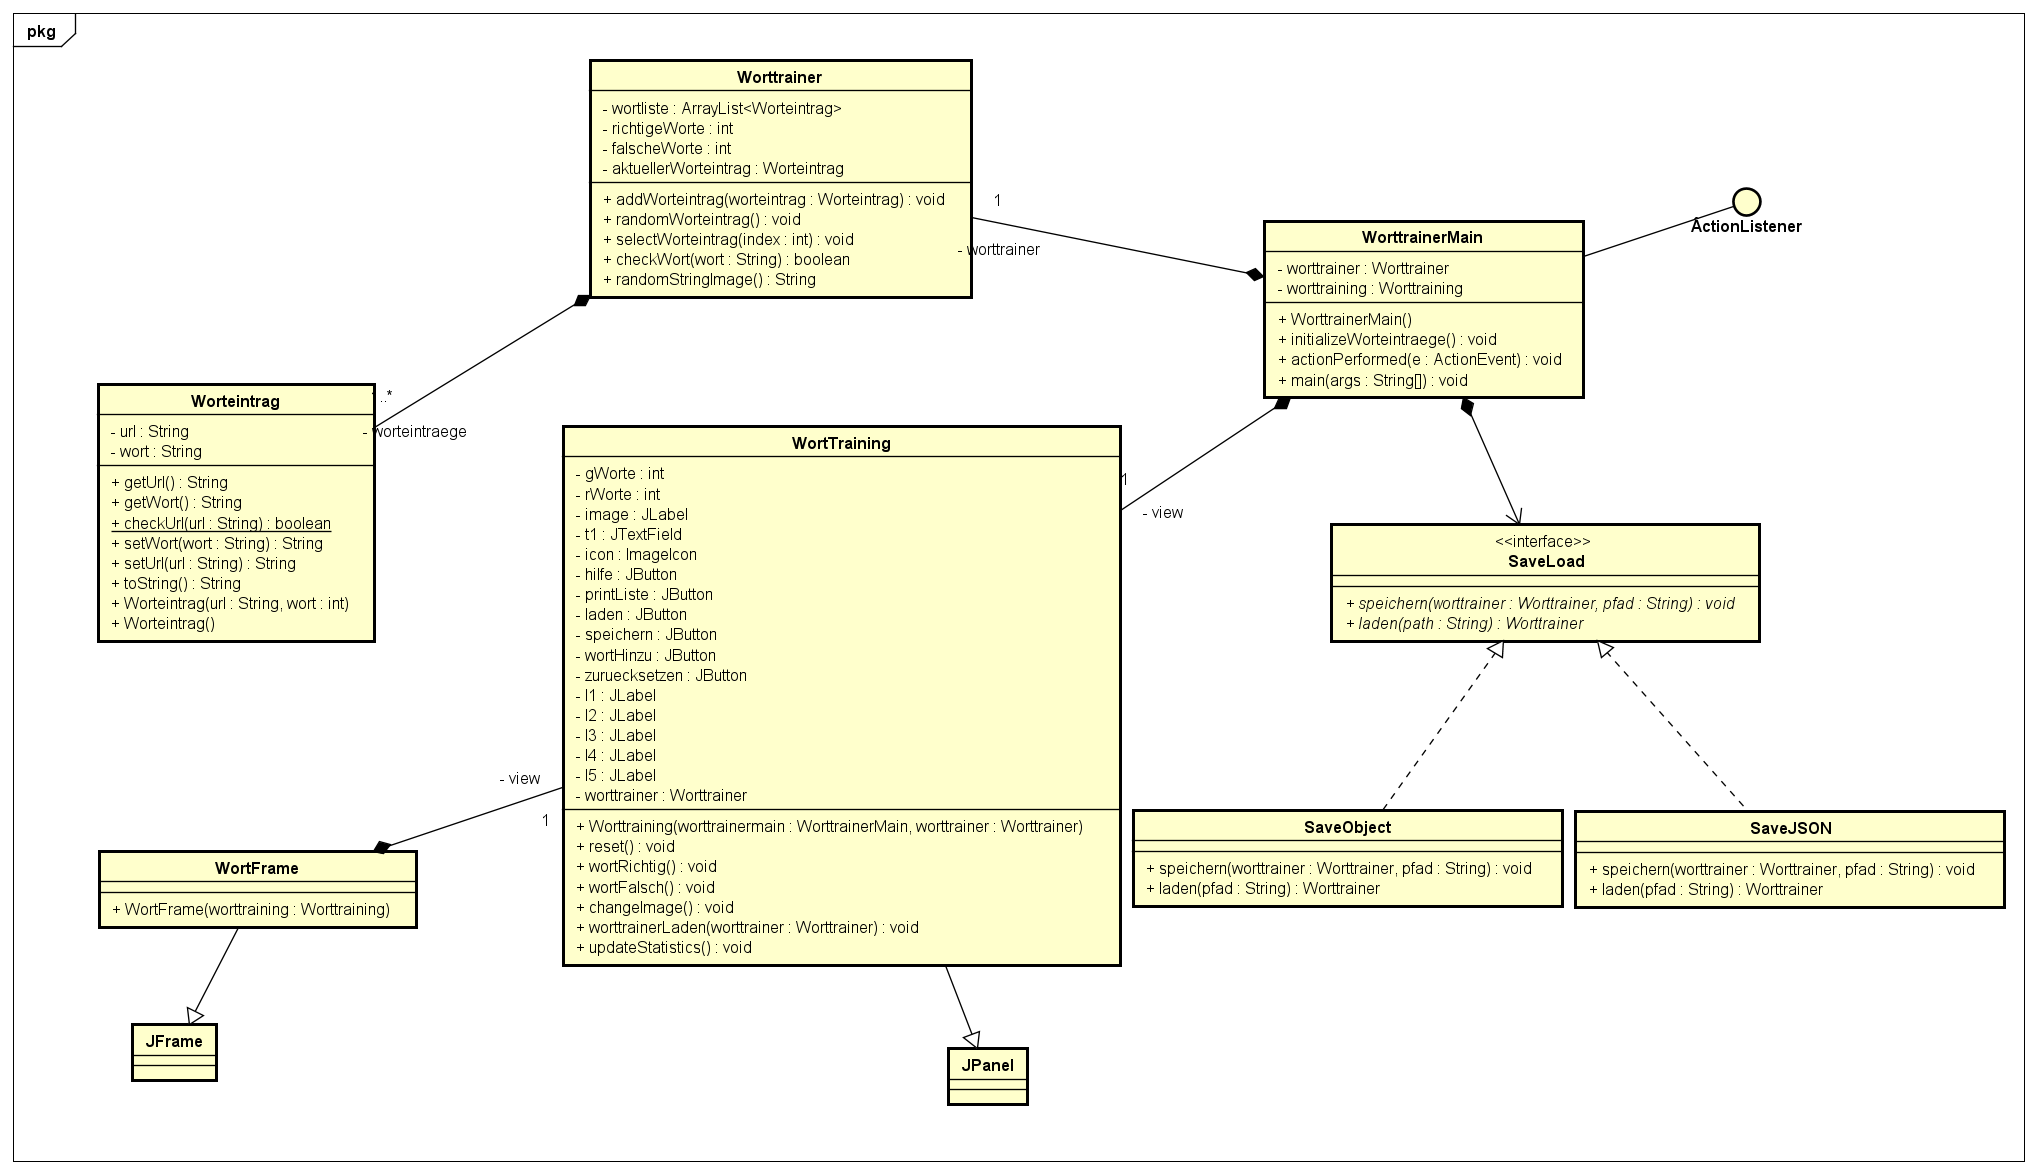 pkg
Worttrainer
- wortliste : ArrayList<Worteintrag>
- richtigeWorte : int
- falscheWorte : int
- aktuellerWorteintrag : Worteintrag
+ addWorteintrag(worteintrag : Worteintrag) : void
+ randomWorteintrag() : void
+ selectWorteintrag(index : int) : void
+ checkWort(wort : String) : boolean
+ randomStringImage() : String
1
- worttrainer
ActionListener
WorttrainerMain
- worttrainer : Worttrainer
- worttraining : Worttraining
+ WorttrainerMain()
+ initializeWorteintraege() : void
+ actionPerformed(e : ActionEvent) : void
+ main(args : String[]) : void
Worteintrag
- url : String
- wort : String
+ getUrl() : String
+ getWort() : String
+ checkUrl(url : String) : boolean
+ setWort(wort : String) : String
+ setUrl(url : String) : String
+ toString() : String
+ Worteintrag(url : String, wort : int)
+ Worteintrag()
1..*
- worteintraege
WortTraining
- gWorte : int
- rWorte : int
- image : JLabel
- t1 : JTextField
- icon : ImageIcon
- hilfe : JButton
- printListe : JButton
- laden : JButton
- speichern : JButton
- wortHinzu : JButton
- zuruecksetzen : JButton
- l1 : JLabel
- l2 : JLabel
- l3 : JLabel
- l4 : JLabel
- l5 : JLabel
- worttrainer : Worttrainer
+ Worttraining(worttrainermain : WorttrainerMain, worttrainer : Worttrainer)
+ reset() : void
+ wortRichtig() : void
+ wortFalsch() : void
+ changeImage() : void
+ worttrainerLaden(worttrainer : Worttrainer) : void
+ updateStatistics() : void
1
- view
<<interface>>
SaveLoad
+ speichern(worttrainer : Worttrainer, pfad : String) : void
+ laden(path : String) : Worttrainer
- view
1
WortFrame
+ WortFrame(worttraining : Worttraining)
SaveObject
+ speichern(worttrainer : Worttrainer, pfad : String) : void
+ laden(pfad : String) : Worttrainer
SaveJSON
+ speichern(worttrainer : Worttrainer, pfad : String) : void
+ laden(pfad : String) : Worttrainer
JFrame
JPanel